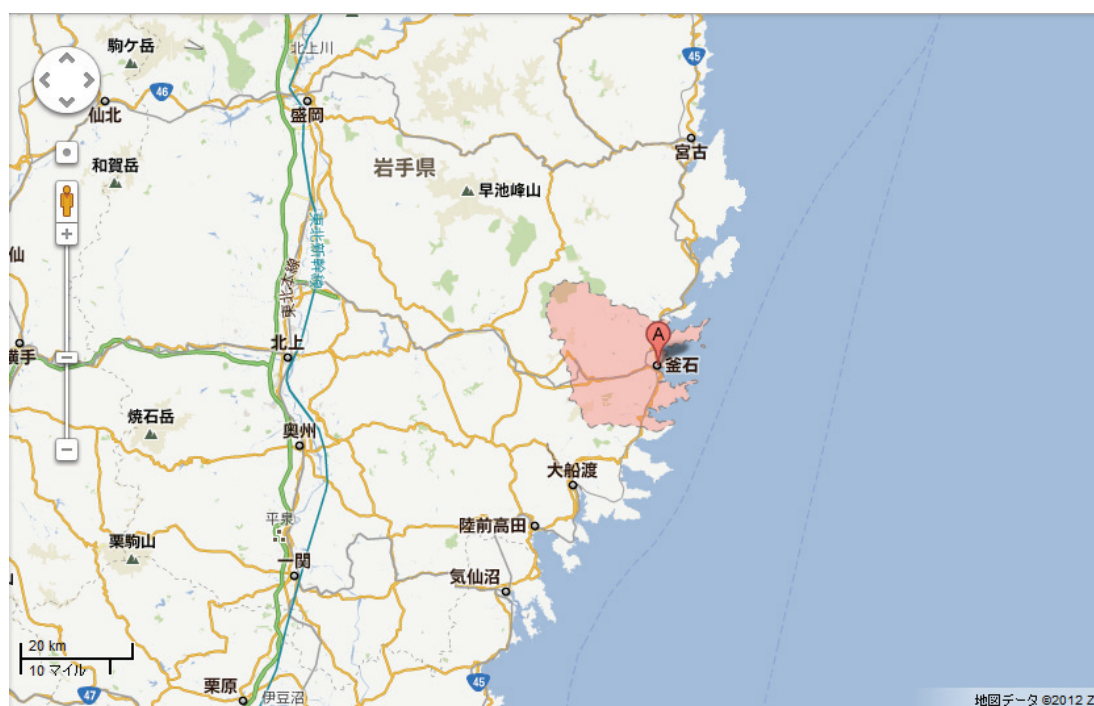 駒ケ岳
北上川
45
46
仙北
盛岡
宮古
和賀岳
岩手県
早池峰山
東北新幹線
仙
東北本線
A
横手
北上
釜石
焼石岳
奥州
大船渡
平泉
陸前高田
栗駒山
一関
気仙沼
20 km
10 マイル
栗原
45
47
伊豆沼
地図データ ©2012 Z